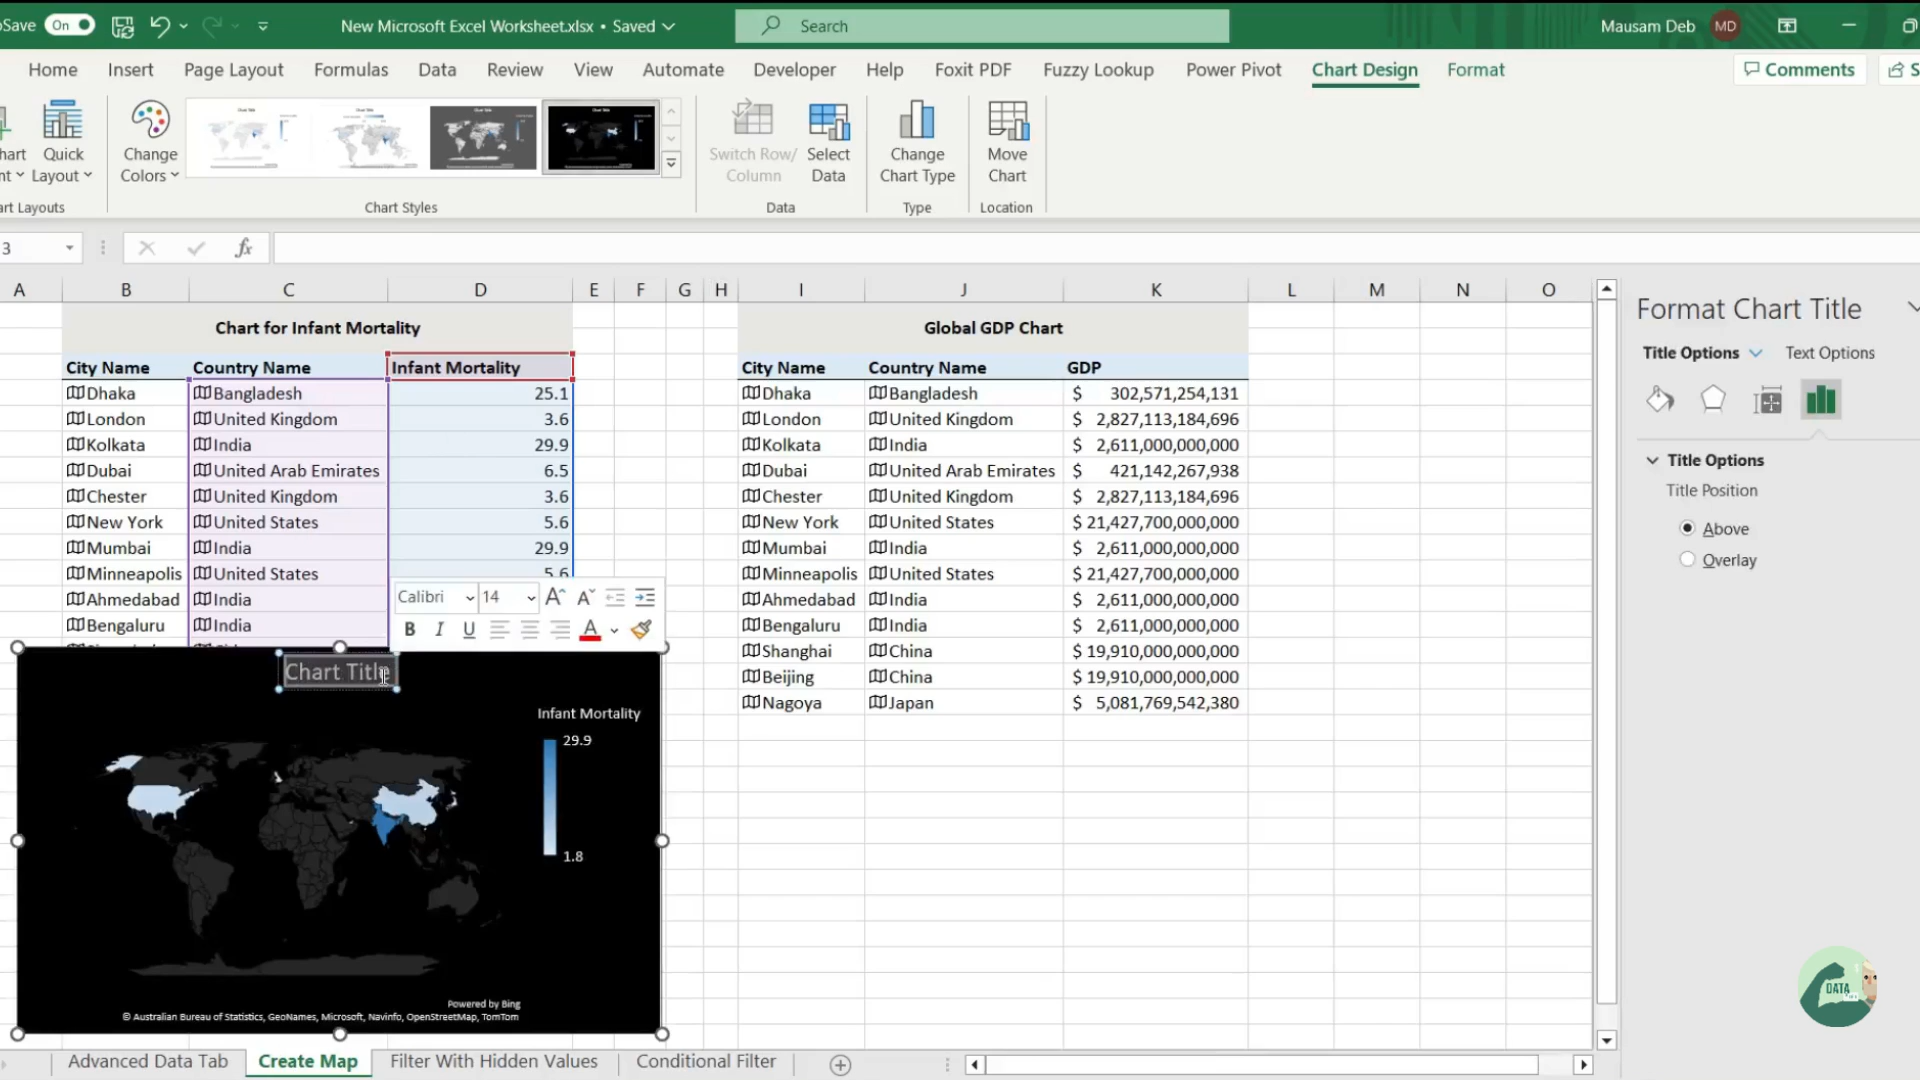 oSave On New Microsoft Excel Worksheet.xlsx • Saved Search Mausam Deb MD
Home Insert Page Layout Formulas Data Review View Automate Developer Help Foxit PDF Fuzzy Lookup Power Pivot Chart Design Format Comments S
hart Quick Layout Change Colors Switch Row/ Column Select Data Change Chart Type Move Chart
art Layouts Chart Styles Data Type Location
3 fx
A B C D E F G H I J K L M N O
Chart for Infant Mortality Global GDP Chart
City Name Country Name Infant Mortality City Name Country Name GDP
Dhaka Bangladesh 25.1 Dhaka Bangladesh $ 302,571,254,131
London United Kingdom 3.6 London United Kingdom $ 2,827,113,184,696
Kolkata India 29.9 Kolkata India $ 2,611,000,000,000
Dubai United Arab Emirates 6.5 Dubai United Arab Emirates $ 421,142,267,938
Chester United Kingdom 3.6 Chester United Kingdom $ 2,827,113,184,696
New York United States 5.6 New York United States $ 21,427,700,000,000
Mumbai India 29.9 Mumbai India $ 2,611,000,000,000
Minneapolis United States 5.6 Minneapolis United States $ 21,427,700,000,000
Ahmedabad India Ahmedabad India $ 2,611,000,000,000
Bengaluru India Bengaluru India $ 2,611,000,000,000
Shanghai China $ 19,910,000,000,000
Beijing China $ 19,910,000,000,000
Nagoya Japan $ 5,081,769,542,380
Calibri 14 A A
B I U A
Chart Title
Infant Mortality
29.9
1.8
Powered by Bing
© Australian Bureau of Statistics, GeoNames, Microsoft, Navinfo, OpenStreetMap, TomTom
Format Chart Title
Title Options Text Options
Title Options
Title Position
Above
Overlay
DATA
Advanced Data Tab Create Map Filter With Hidden Values Conditional Filter